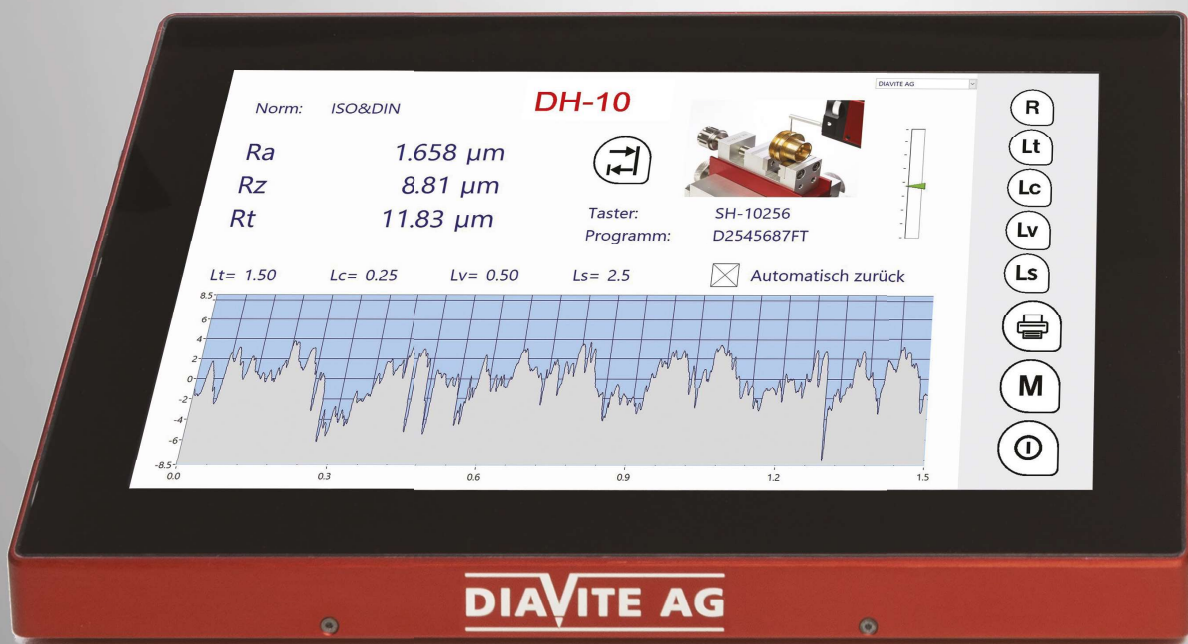 DIAVITE AG
Norm: ISO&DIN
DH-10
Ra 1.658 µm
Rz 8.81 µm
Rt 11.83 µm
Taster: SH-10256
Programm: D2545687FT
Lt= 1.50 Lc= 0.25 Lv= 0.50 Ls= 2.5 Automatisch zurück
8.5
6
4
2
0
-2
-4
-6
-8.5
0.0 0.3 0.6 0.9 1.2 1.5
R
Lt
Lc
Lv
Ls
M
DIAVITE AG